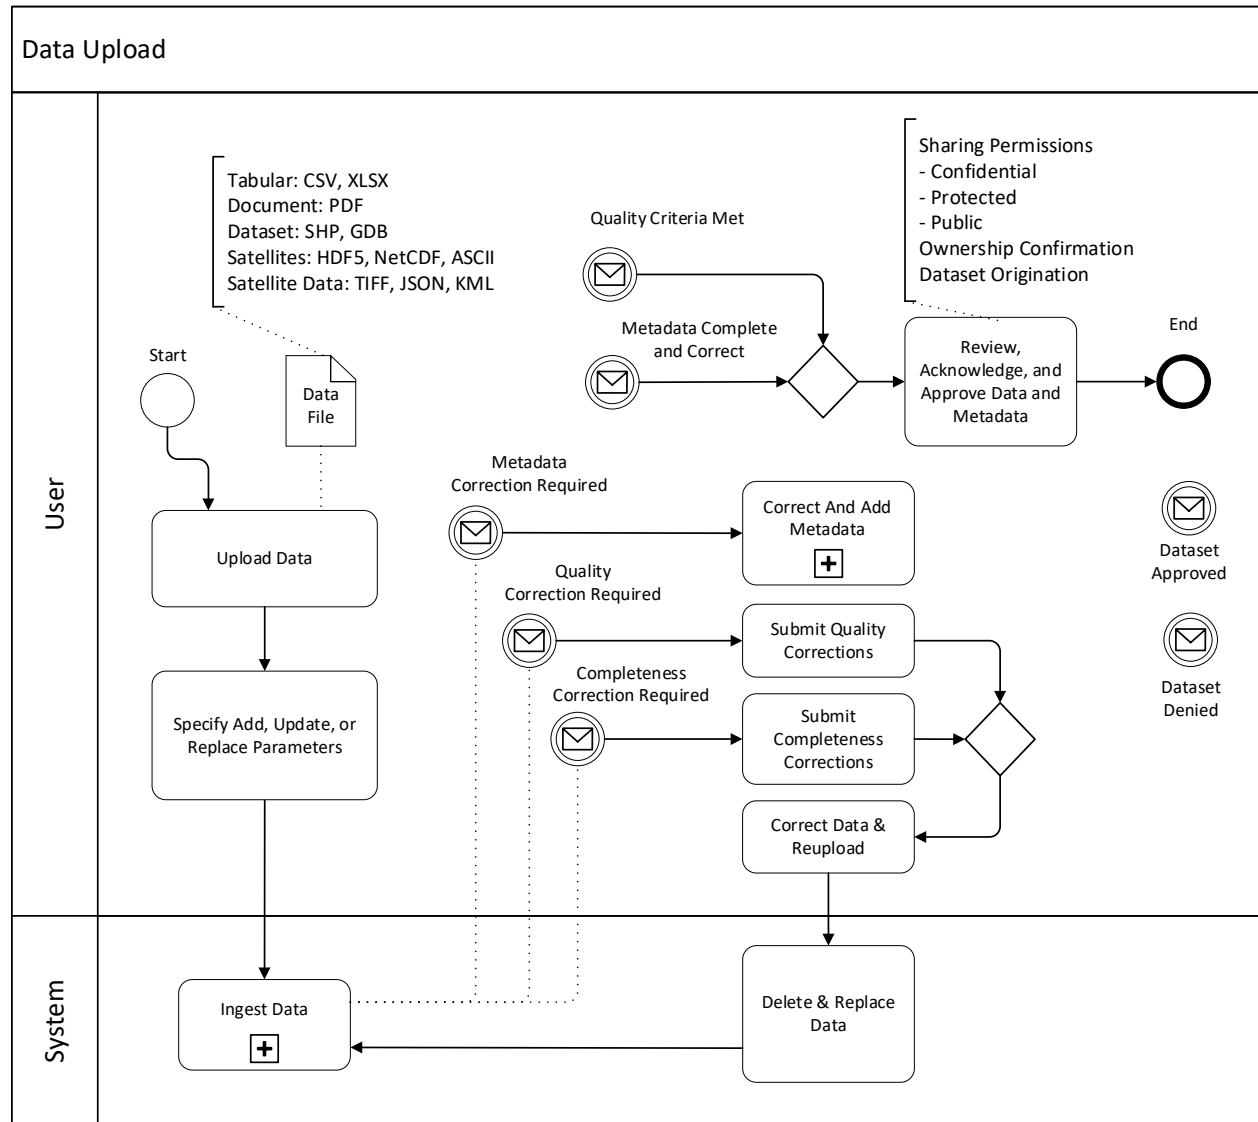 Data Upload
User
Tabular: CSV, XLSX
Document: PDF
Dataset: SHP, GDB
Satellites: HDF5, NetCDF, ASCII
Satellite Data: TIFF, JSON, KML
Sharing Permissions
- Confidential
- Protected
- Public
Ownership Confirmation
Dataset Origination
Quality Criteria Met
Metadata Complete
and Correct
Start
Data
File
Review,
Acknowledge, and
Approve Data and
Metadata
End
Metadata
Correction Required
Correct And Add
Metadata
Upload Data
Dataset
Approved
Quality
Correction Required
Submit Quality
Corrections
Completeness
Correction Required
Dataset
Denied
Specify Add, Update, or
Replace Parameters
Submit
Completeness
Corrections
Correct Data &
Reupload
System
Ingest Data
Delete & Replace
Data